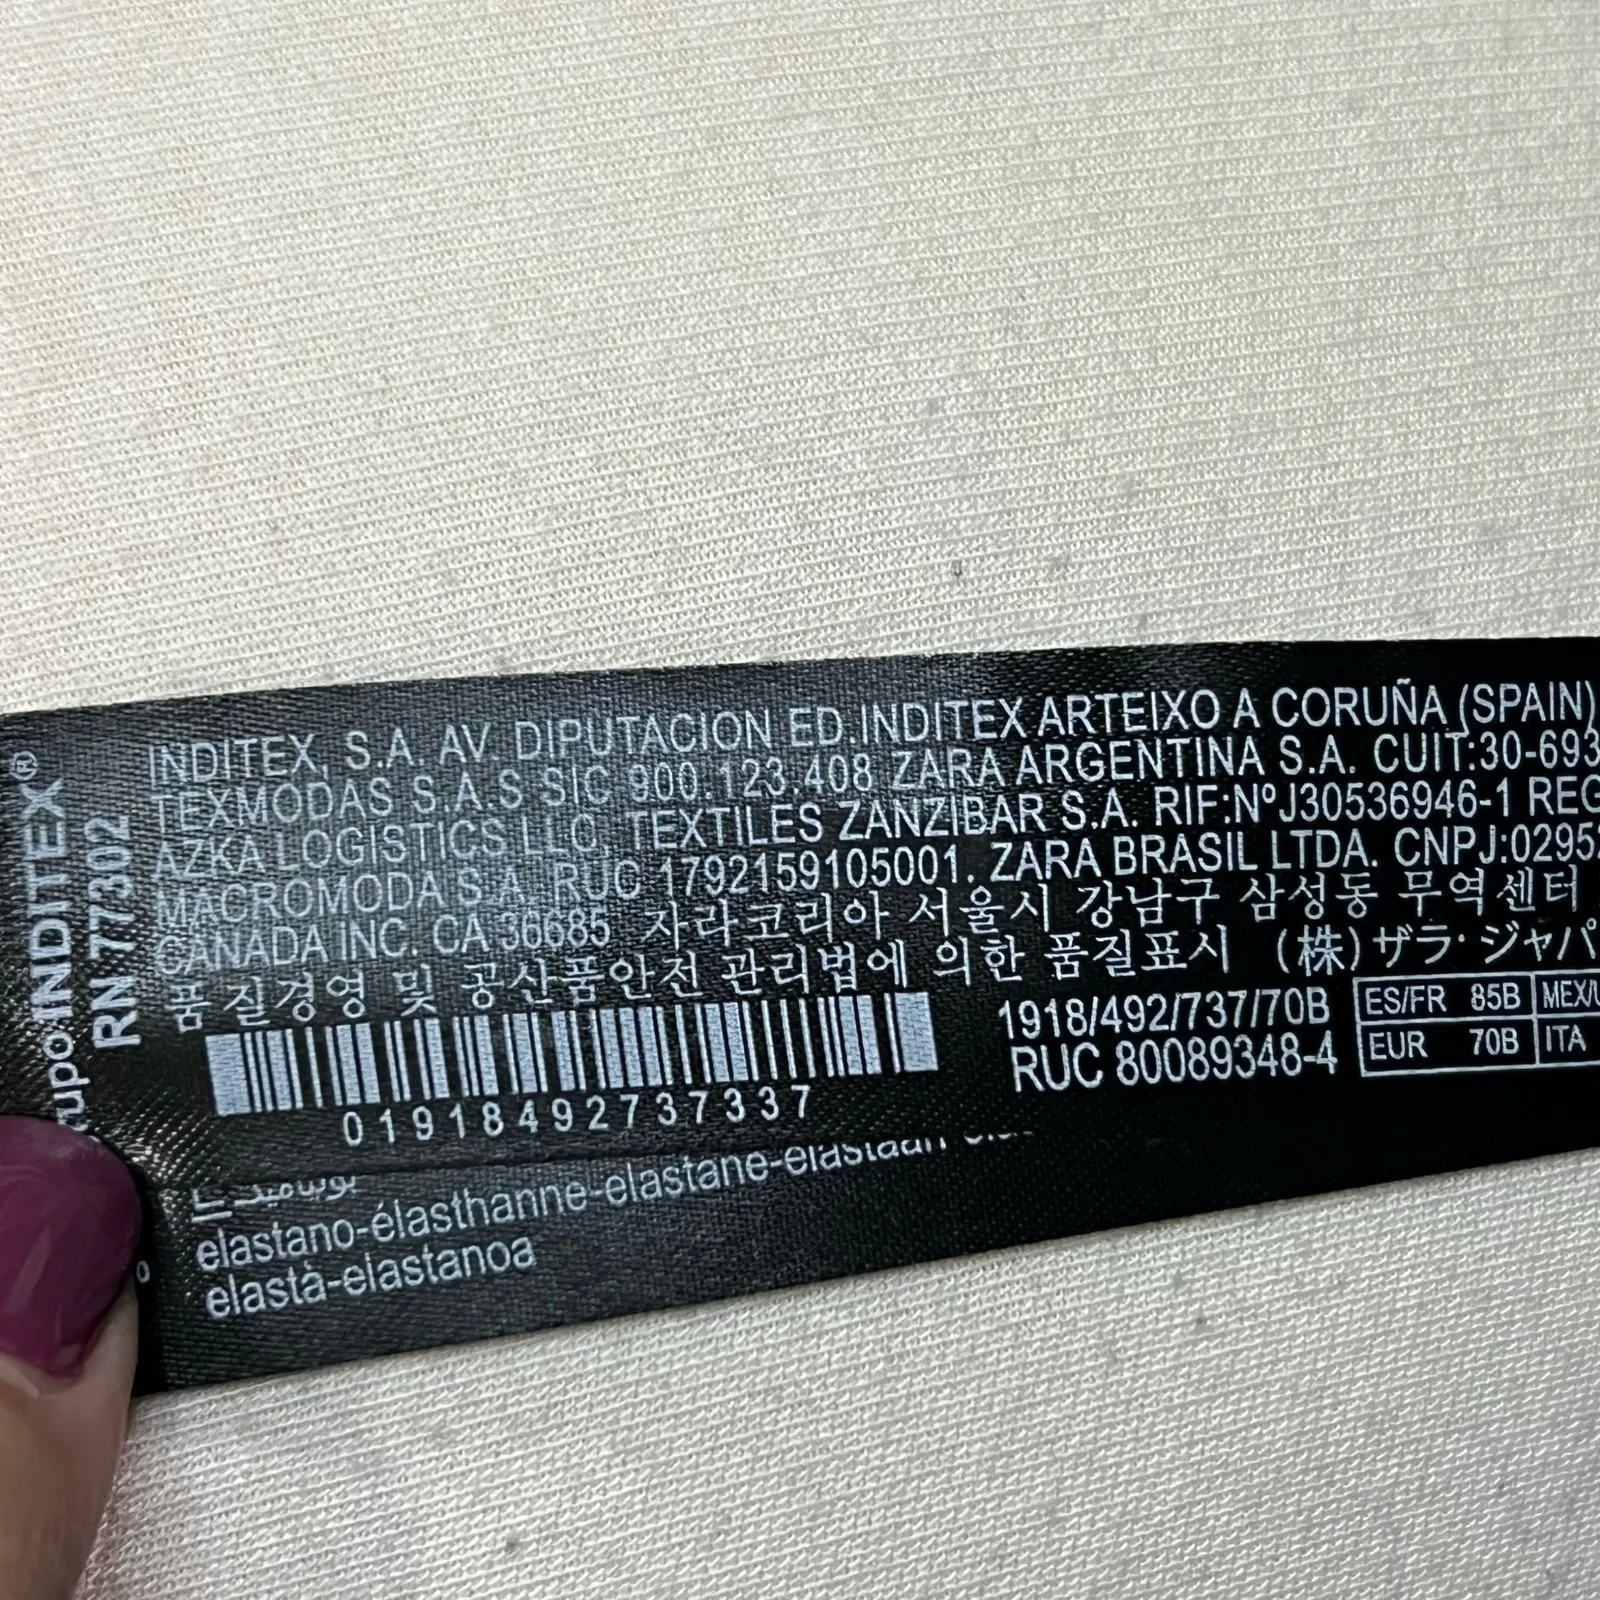 INDITEX®
RN 77302
INDITEX, S.A. AV. DIPUTACION ED.INDITEX ARTEIXO A CORUÑA (SPAIN)
TEXMODAS S.A.S SIC 900.123.408 ZARA ARGENTINA S.A. CUIT:30-693
AZKA LOGISTICS LLC, TEXTILES ZANZIBAR S.A. RIF:NºJ30536946-1 REG
MACROMODA S.A. RUC 1792159105001. ZARA BRASIL LTDA. CNPJ:0295
CANADA INC. CA 36685 자라코리아 서울시 강남구 삼성동 무역센터
품질경영 및 공산품안전 관리법에 의한 품질표시 (株)ザラ・ジャパ
1918/492/737/70B
RUC 80089348-4
ES/FR 85B MEX/
EUR 70B ITA
01918492737337
elastano-élasthanne-elastane-elastaan
elastà-elastanoa